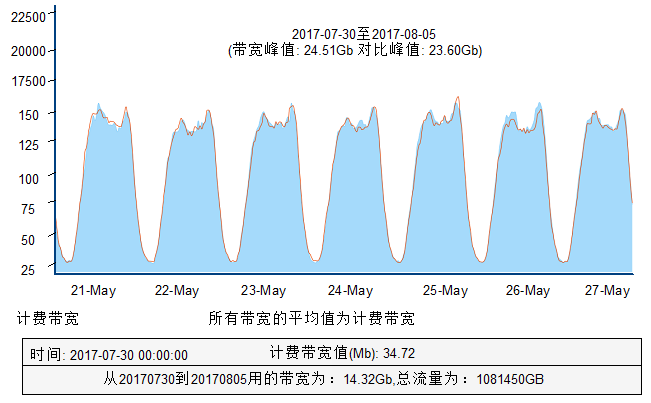 2017-07-30至2017-08-05
(带宽峰值: 24.51Gb 对比峰值: 23.60Gb)
22500
20000
17500
150
125
100
75
50
25
21-May 22-May 23-May 24-May 25-May 26-May 27-May
计费带宽 所有带宽的平均值为计费带宽
时间: 2017-07-30 00:00:00 计费带宽值(Mb): 34.72
从20170730到20170805用的带宽为：14.32Gb,总流量为：1081450GB